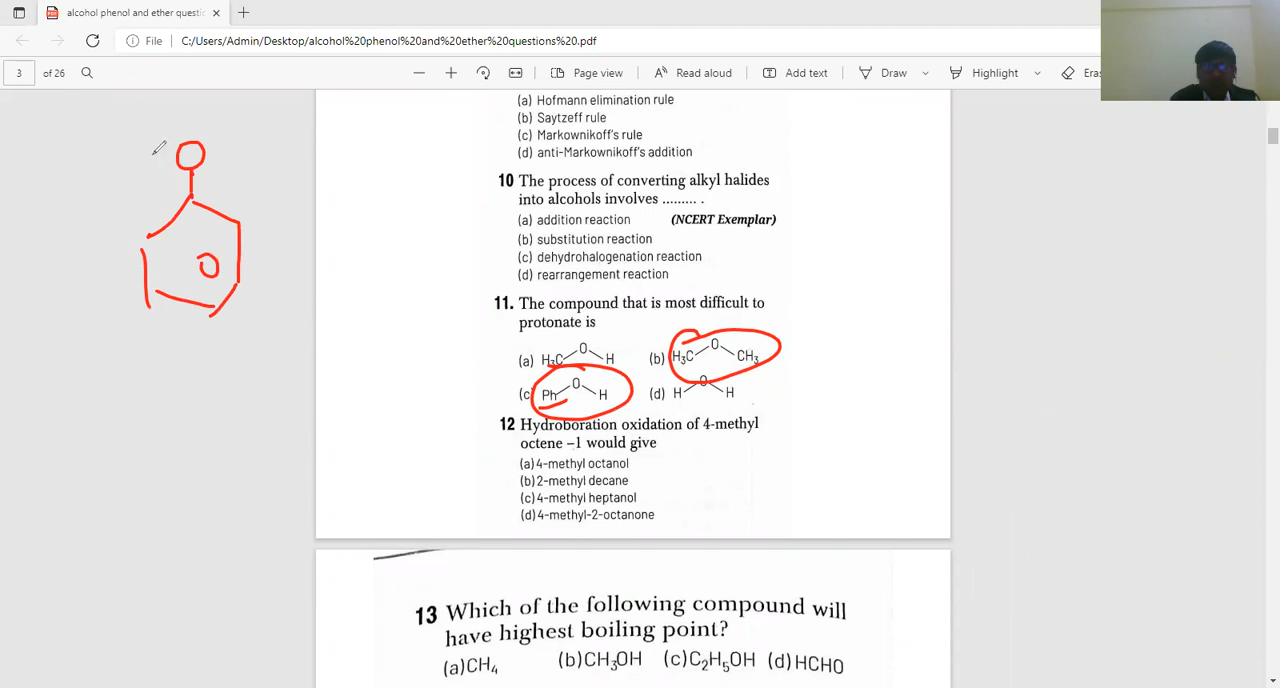 alcohol phenol and ether questic
File C:/Users/Admin/Desktop/alcohol%20phenol%20and%20ether%20questions%20.pdf
3 of 26 Page view Read aloud Add text Draw Highlight Eras
(a) Hofmann elimination rule
(b) Saytzeff rule
(c) Markownikoff's rule
(d) anti-Markownikoff's addition
10 The process of converting alkyl halides
into alcohols involves ......... .
(a) addition reaction (NCERT Exemplar)
(b) substitution reaction
(c) dehydrohalogenation reaction
(d) rearrangement reaction
11. The compound that is most difficult to
protonate is
(a) H₃C O H (b) H₃C O CH₃
(c) Ph O H (d) H O H
12 Hydroboration oxidation of 4-methyl
octene –1 would give
(a) 4-methyl octanol
(b) 2-methyl decane
(c) 4-methyl heptanol
(d) 4-methyl-2-octanone
13 Which of the following compound will
have highest boiling point?
(a) CH₄ (b) CH₃OH (c) C₂H₅OH (d) HCHO